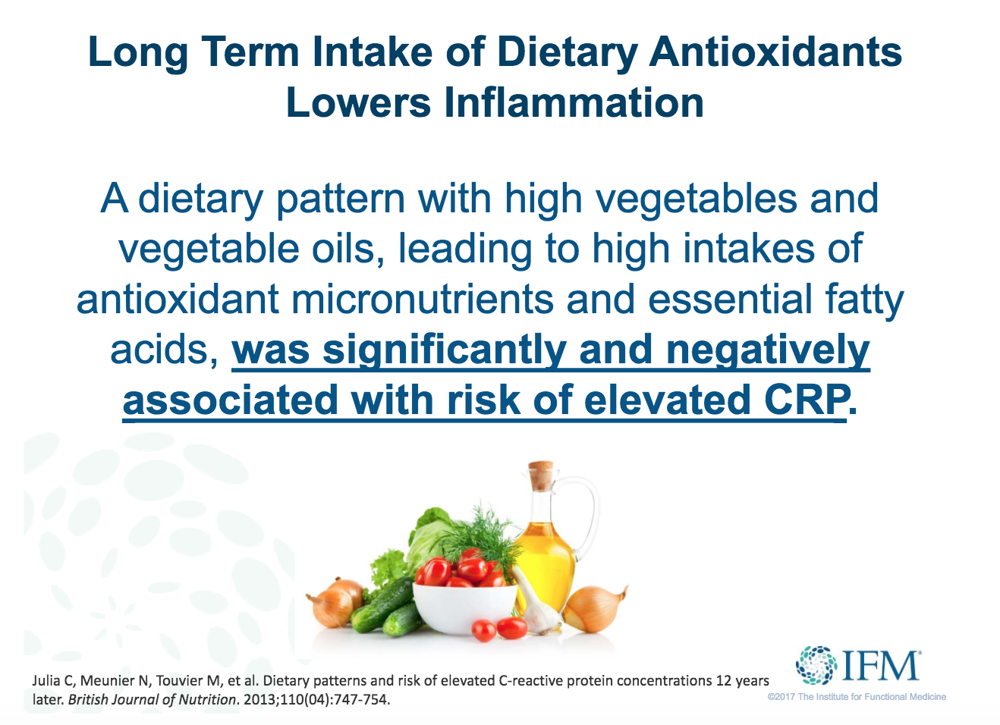 Long Term Intake of Dietary Antioxidants
Lowers Inflammation
A dietary pattern with high vegetables and
vegetable oils, leading to high intakes of
antioxidant micronutrients and essential fatty
acids, was significantly and negatively
associated with risk of elevated CRP.
Julia C, Meunier N, Touvier M, et al. Dietary patterns and risk of elevated C-reactive protein concentrations 12 years
later. British Journal of Nutrition. 2013;110(04):747-754.
IFM®
©2017 The Institute for Functional Medicine